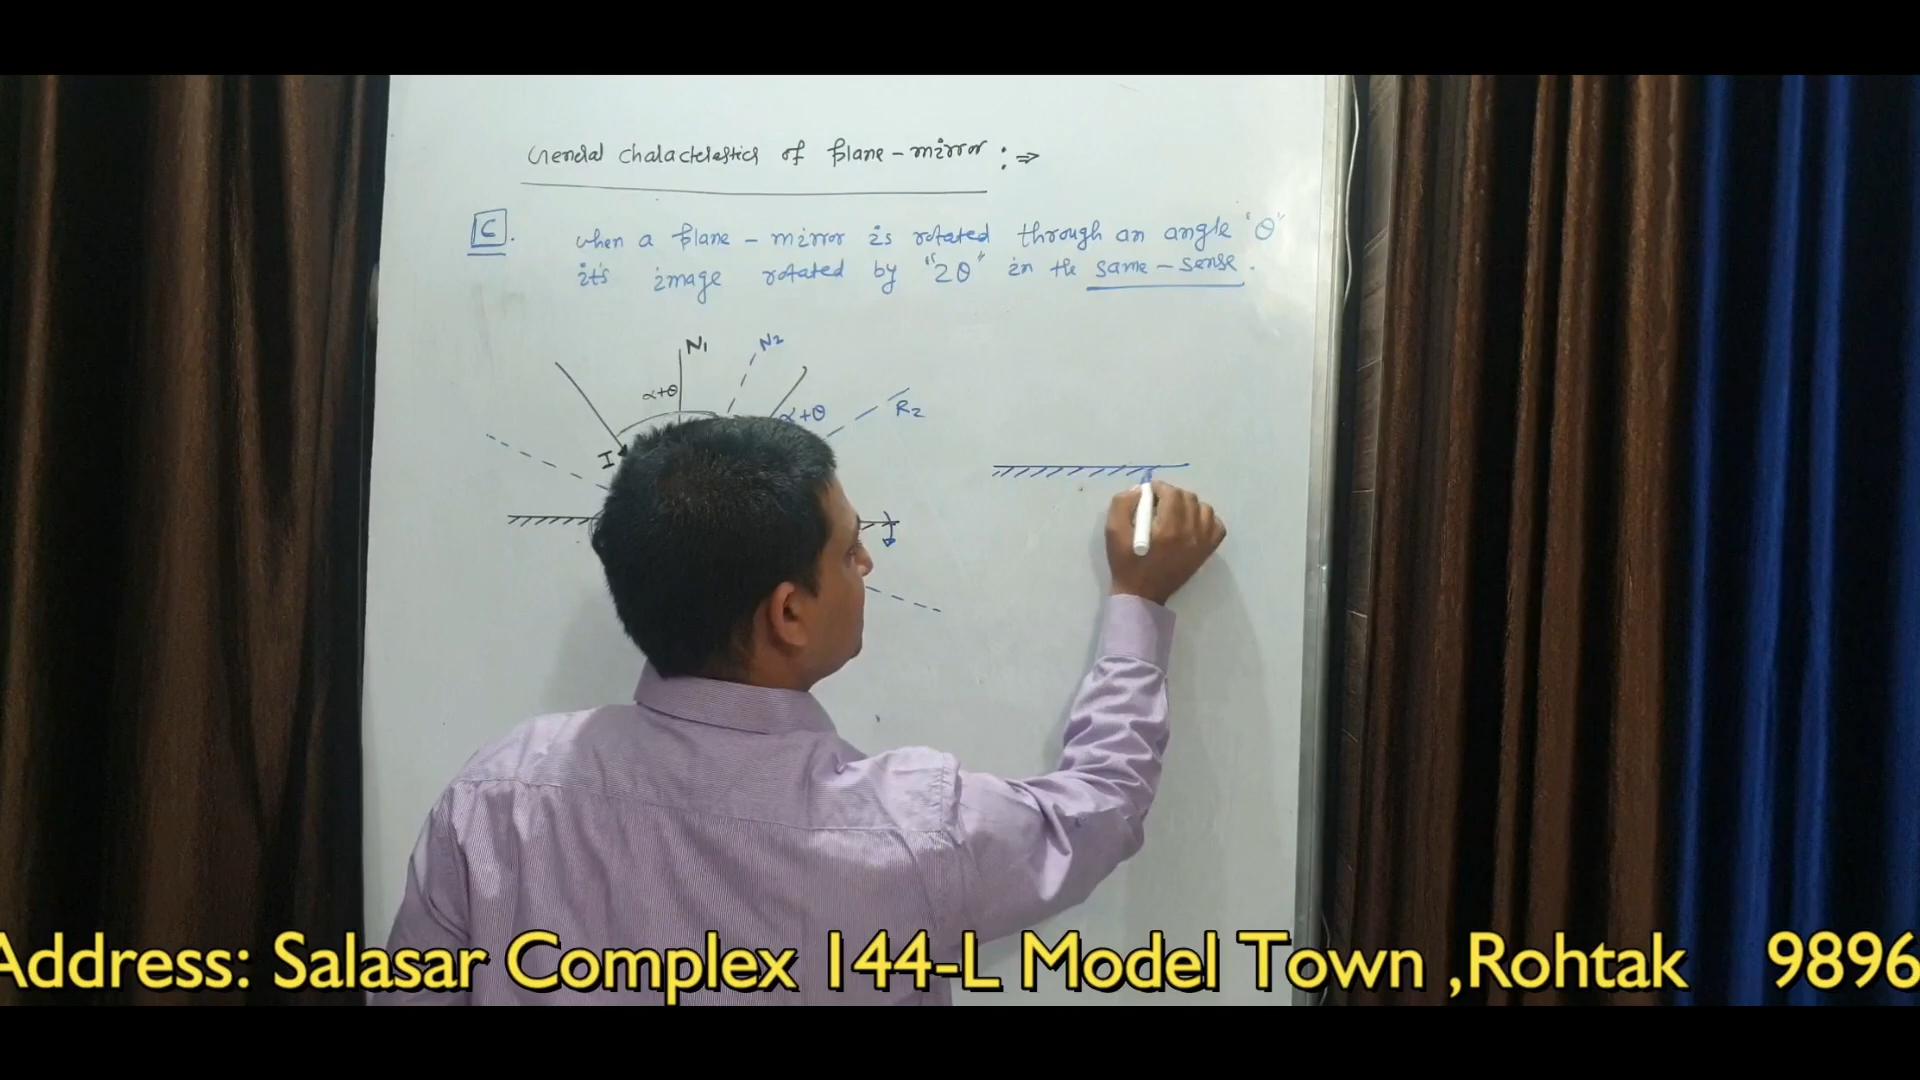 General characteristics of plane-mirror :⇒
C. when a plane-mirror is rotated through an angle "θ"
it's image rotated by "2θ" in the same-sense.
N₁
N₂
α+θ
α+θ
R₂
I
Address: Salasar Complex 144-L Model Town ,Rohtak 9896